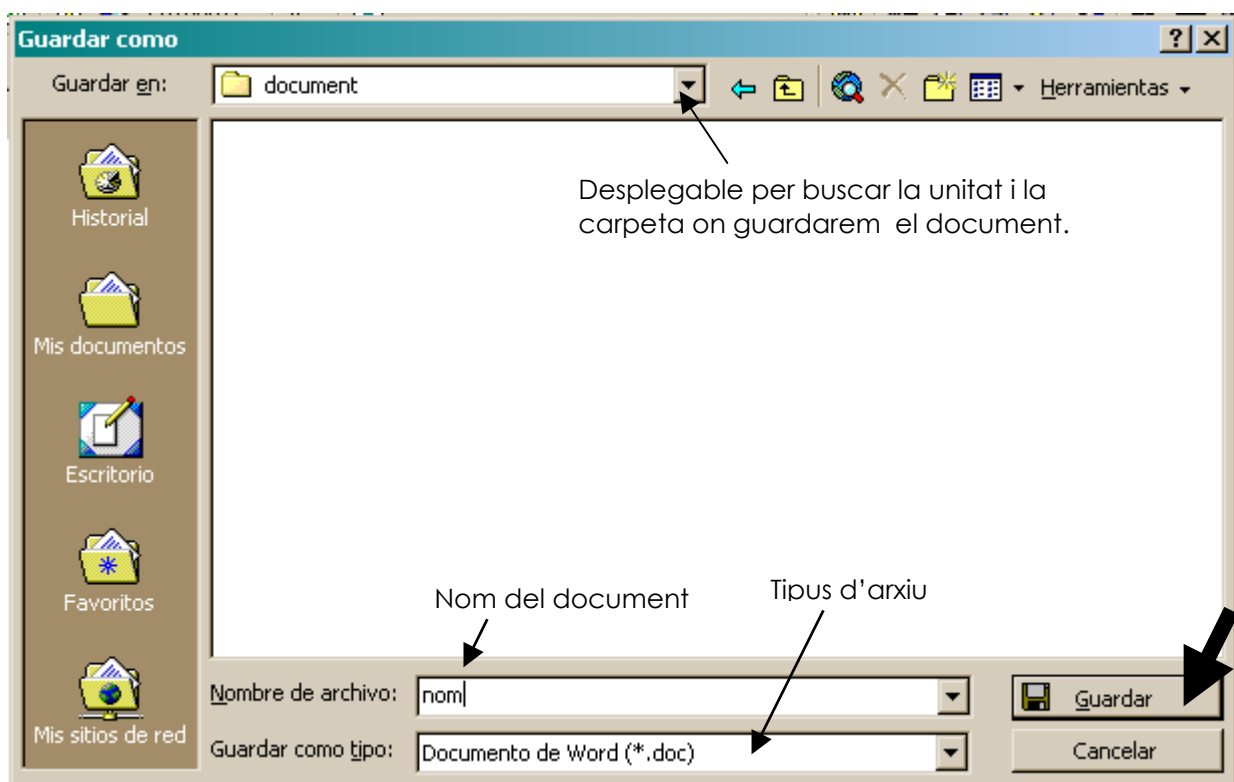 Guardar como
Guardar en:
document
Herramientas
Desplegable per buscar la unitat i la
carpeta on guardarem el document.
Historial
Mis documentos
Escritorio
Favoritos
Mis sitios de red
Nom del document
Tipus d’arxiu
Nombre de archivo:
nom
Guardar
Guardar como tipo:
Documento de Word (*.doc)
Cancelar